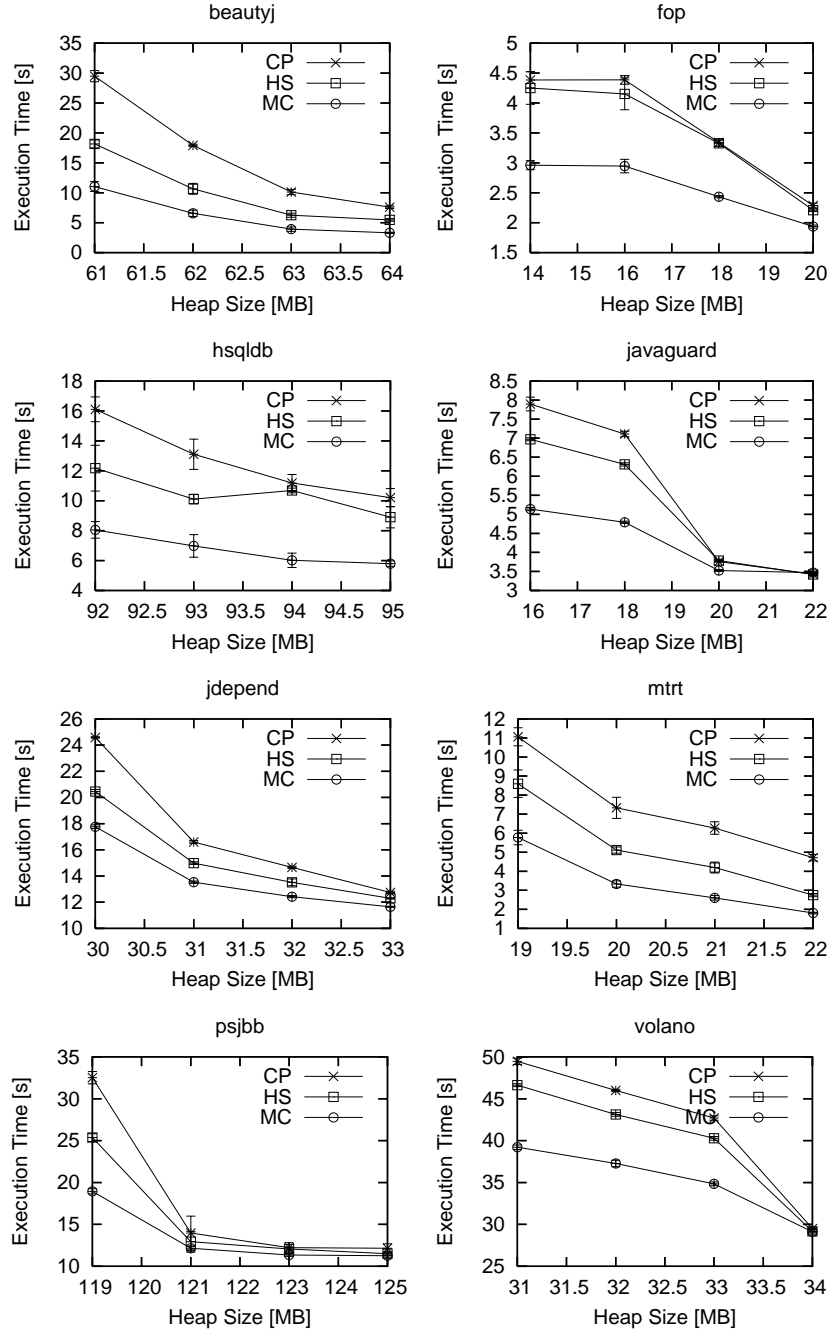 beautyj
Execution Time [s]
35
30
25
20
15
10
5
0
CP
HS
MC
61 61.5 62 62.5 63 63.5 64
Heap Size [MB]
fop
Execution Time [s]
5
4.5
4
3.5
3
2.5
2
1.5
CP
HS
MC
14 15 16 17 18 19 20
Heap Size [MB]
hsqldb
Execution Time [s]
18
16
14
12
10
8
6
4
CP
HS
MC
92 92.5 93 93.5 94 94.5 95
Heap Size [MB]
javaguard
Execution Time [s]
8.5
8
7.5
7
6.5
6
5.5
5
4.5
4
3.5
3
CP
HS
MC
16 17 18 19 20 21 22
Heap Size [MB]
jdepend
Execution Time [s]
26
24
22
20
18
16
14
12
10
CP
HS
MC
30 30.5 31 31.5 32 32.5 33
Heap Size [MB]
mtrt
Execution Time [s]
12
11
10
9
8
7
6
5
4
3
2
1
CP
HS
MC
19 19.5 20 20.5 21 21.5 22
Heap Size [MB]
psjbb
Execution Time [s]
35
30
25
20
15
10
CP
HS
MC
119 120 121 122 123 124 125
Heap Size [MB]
volano
Execution Time [s]
50
45
40
35
30
25
CP
HS
MC
31 31.5 32 32.5 33 33.5 34
Heap Size [MB]